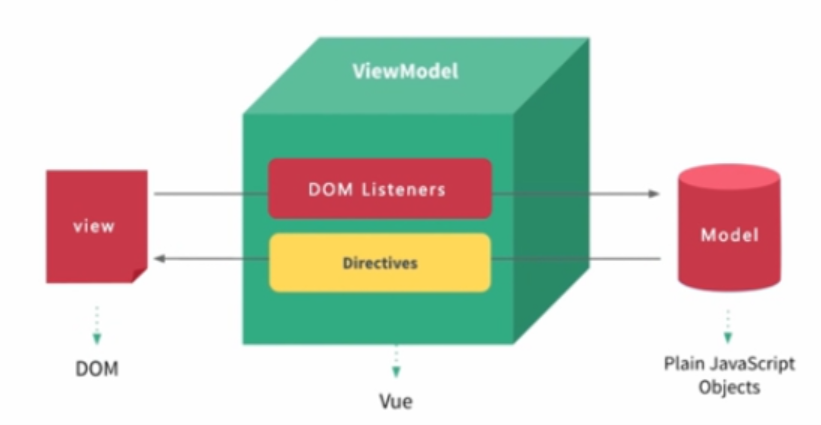 ViewModel
DOM Listeners
view
Model
Directives
DOM
Plain JavaScript
Objects
Vue